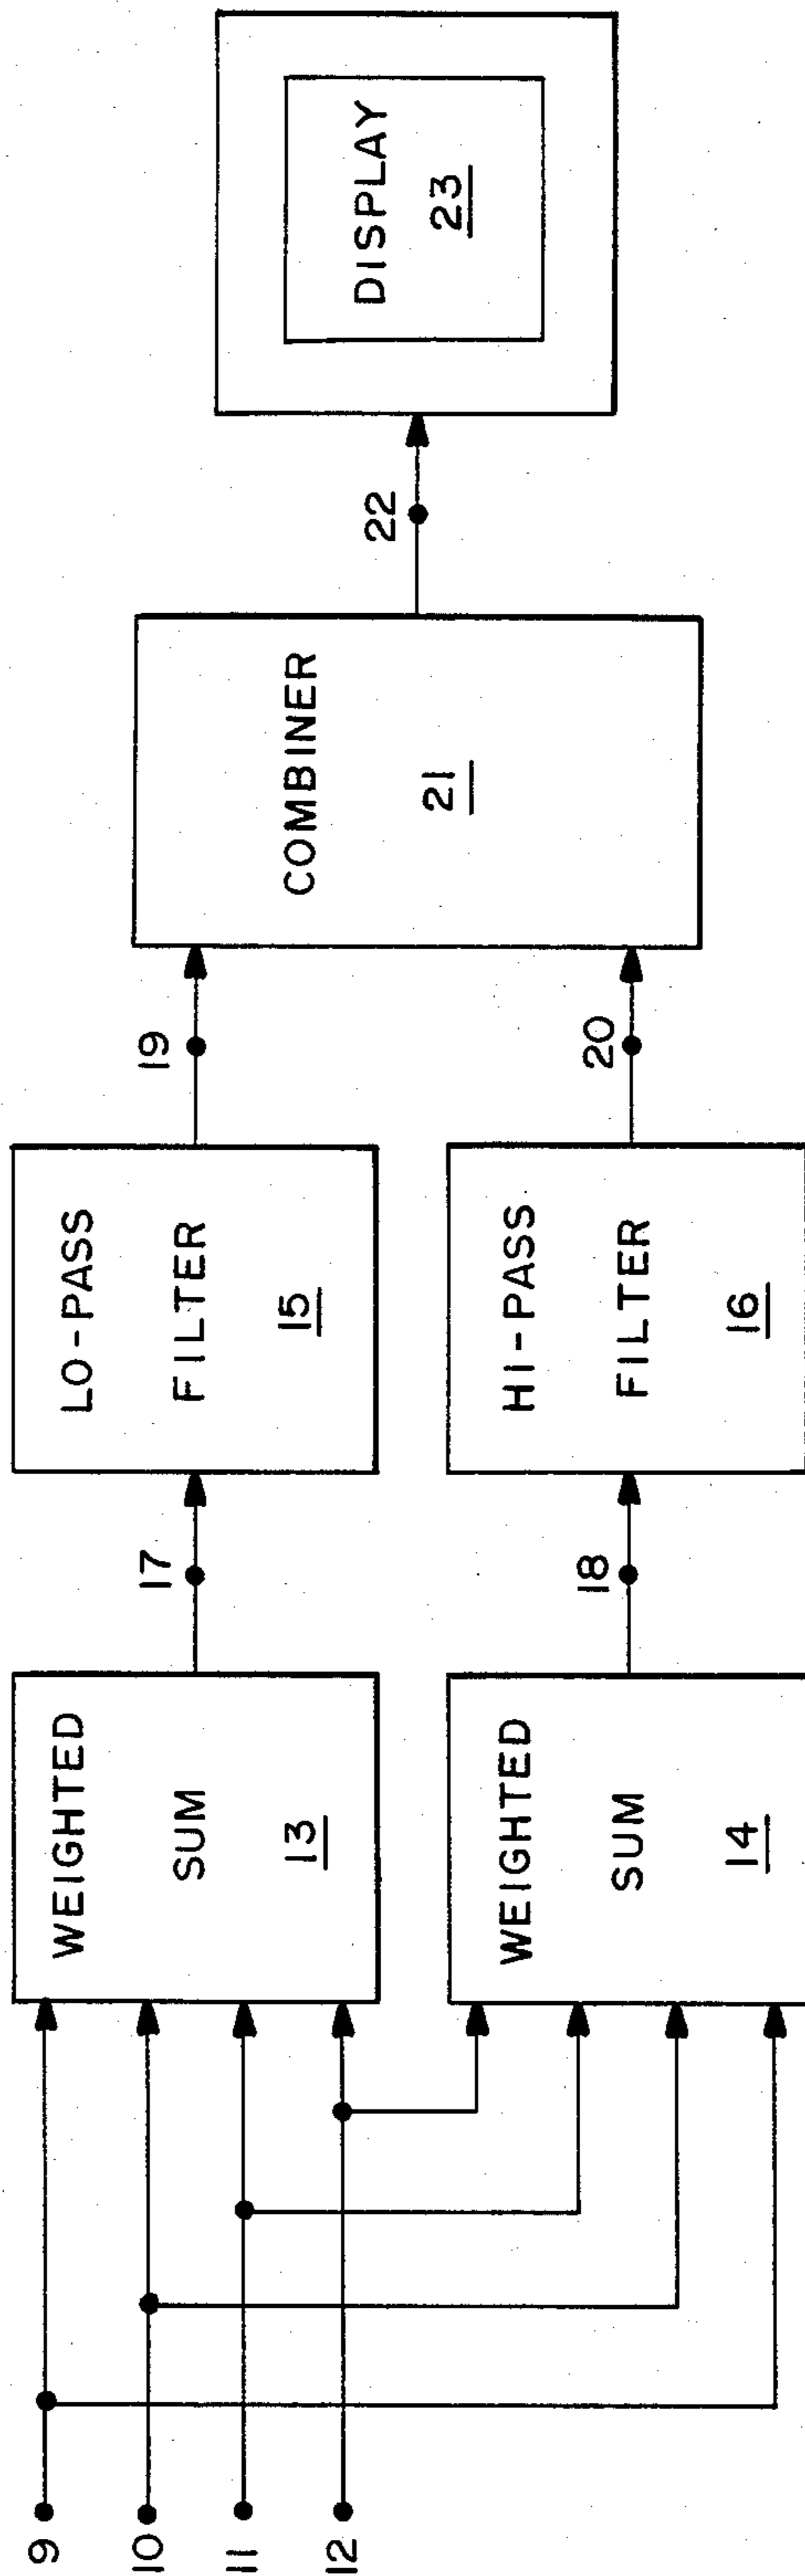 9
10
11
12
WEIGHTED
SUM
13
WEIGHTED
SUM
14
17
18
LO-PASS
FILTER
15
HI-PASS
FILTER
16
19
20
COMBINER
21
22
DISPLAY
23